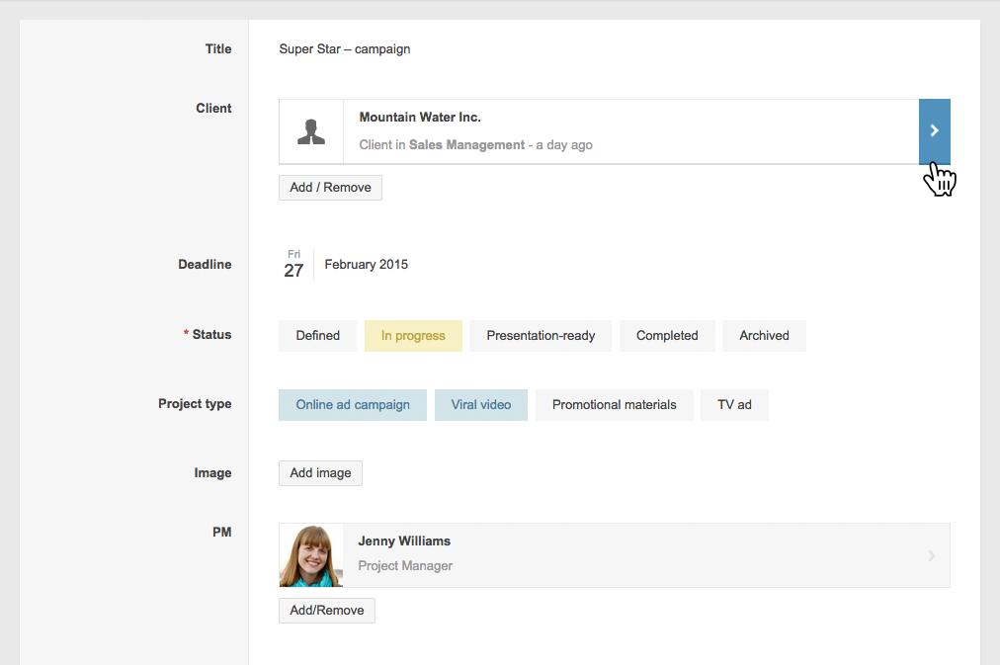 Title
Super Star – campaign
Client
Mountain Water Inc.
Client in Sales Management - a day ago
Add / Remove
Deadline
Fri
27
February 2015
* Status
Defined
In progress
Presentation-ready
Completed
Archived
Project type
Online ad campaign
Viral video
Promotional materials
TV ad
Image
Add image
PM
Jenny Williams
Project Manager
Add/Remove